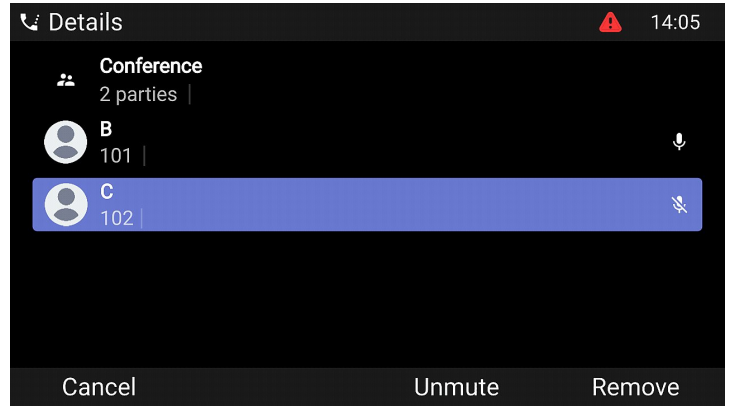 Details 14:05
Conference
2 parties
B
101
C
102
Cancel Unmute Remove